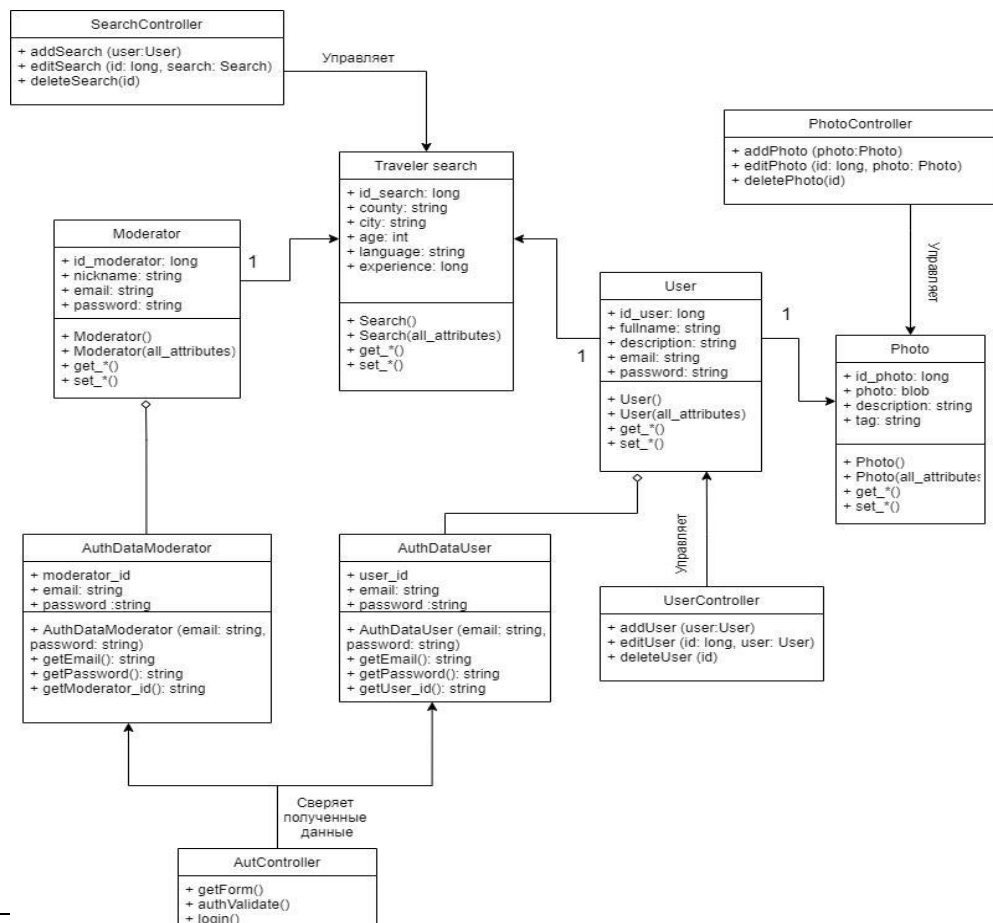 SearchController
+ addSearch (user:User)
+ editSearch (id: long, search: Search)
+ deleteSearch(id)
Управляет
PhotoController
+ addPhoto (photo:Photo)
+ editPhoto (id: long, photo: Photo)
+ deletePhoto(id)
Управляет
Traveler search
+ id_search: long
+ county: string
+ city: string
+ age: int
+ language: string
+ experience: long
+ Search()
+ Search(all_attributes)
+ get_*()
+ set_*()
Moderator
+ id_moderator: long
+ nickname: string
+ email: string
+ password: string
+ Moderator()
+ Moderator(all_attributes)
+ get_*()
+ set_*()
1
User
+ id_user: long
+ fullname: string
+ description: string
+ email: string
+ password: string
+ User()
+ User(all_attributes)
+ get_*()
+ set_*()
1
1
Photo
+ id_photo: long
+ photo: blob
+ description: string
+ tag: string
+ Photo()
+ Photo(all_attributes
+ get_*()
+ set_*()
AuthDataModerator
+ moderator_id
+ email: string
+ password :string
+ AuthDataModerator (email: string,
password: string)
+ getEmail(): string
+ getPassword(): string
+ getModerator_id(): string
AuthDataUser
+ user_id
+ email: string
+ password :string
+ AuthDataUser (email: string,
password: string)
+ getEmail(): string
+ getPassword(): string
+ getUser_id(): string
Управляет
UserController
+ addUser (user:User)
+ editUser (id: long, user: User)
+ deleteUser (id)
Сверяет
полученные
данные
AutController
+ getForm()
+ authValidate()
+ login()